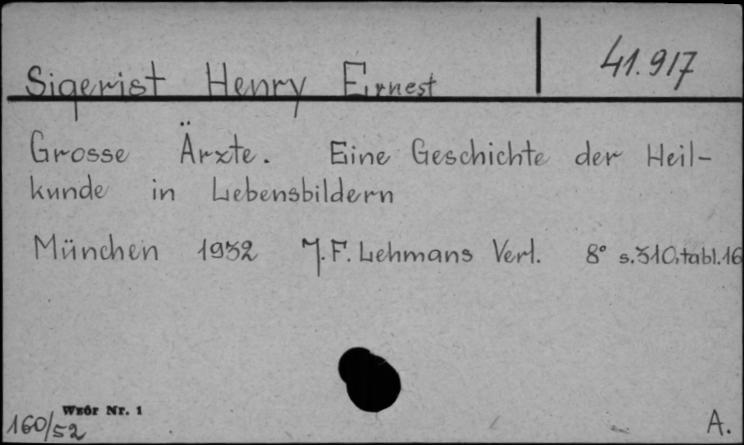 41.917
Sigerist Henry Ernest
Grosse Ärzte. Eine Geschichte der Heil-
kunde in Lebensbildern
München 1932 J.F. Lehmans Verl. 8° s.310, tabl.16
Wzór Nr. 1
160/52
A.